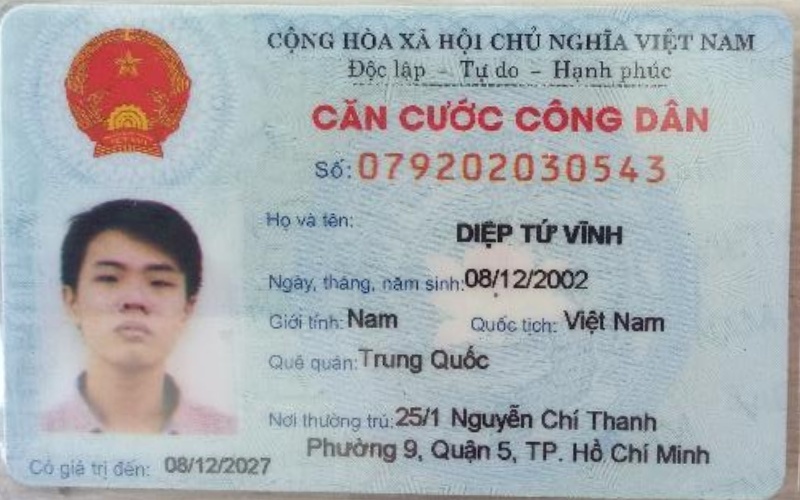 CỘNG HÒA XÃ HỘI CHỦ NGHĨA VIỆT NAM
Độc lập – Tự do – Hạnh phúc
CĂN CƯỚC CÔNG DÂN
Số: 079202030543
Họ và tên: DIỆP TỨ VĨNH
Ngày, tháng, năm sinh: 08/12/2002
Giới tính: Nam Quốc tịch: Việt Nam
Quê quán: Trung Quốc
Nơi thường trú: 25/1 Nguyễn Chí Thanh
Phường 9, Quận 5, TP. Hồ Chí Minh
Có giá trị đến: 08/12/2027